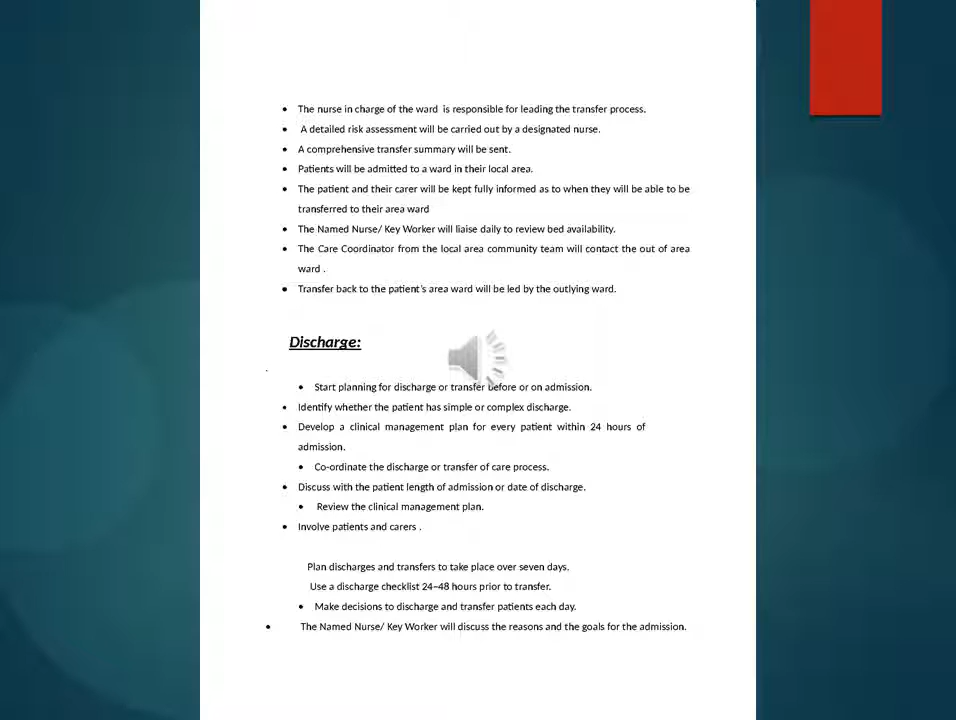 • The nurse in charge of the ward is responsible for leading the transfer process.
• A detailed risk assessment will be carried out by a designated nurse.
• A comprehensive transfer summary will be sent.
• Patients will be admitted to a ward in their local area.
• The patient and their carer will be kept fully informed as to when they will be able to be
transferred to their area ward
• The Named Nurse/ Key Worker will liaise daily to review bed availability.
• The Care Coordinator from the local area community team will contact the out of area
ward .
• Transfer back to the patient's area ward will be led by the outlying ward.
Discharge:
.
• Start planning for discharge or transfer before or on admission.
• Identify whether the patient has simple or complex discharge.
• Develop a clinical management plan for every patient within 24 hours of
admission.
• Co-ordinate the discharge or transfer of care process.
• Discuss with the patient length of admission or date of discharge.
• Review the clinical management plan.
• Involve patients and carers .
Plan discharges and transfers to take place over seven days.
Use a discharge checklist 24–48 hours prior to transfer.
• Make decisions to discharge and transfer patients each day.
• The Named Nurse/ Key Worker will discuss the reasons and the goals for the admission.